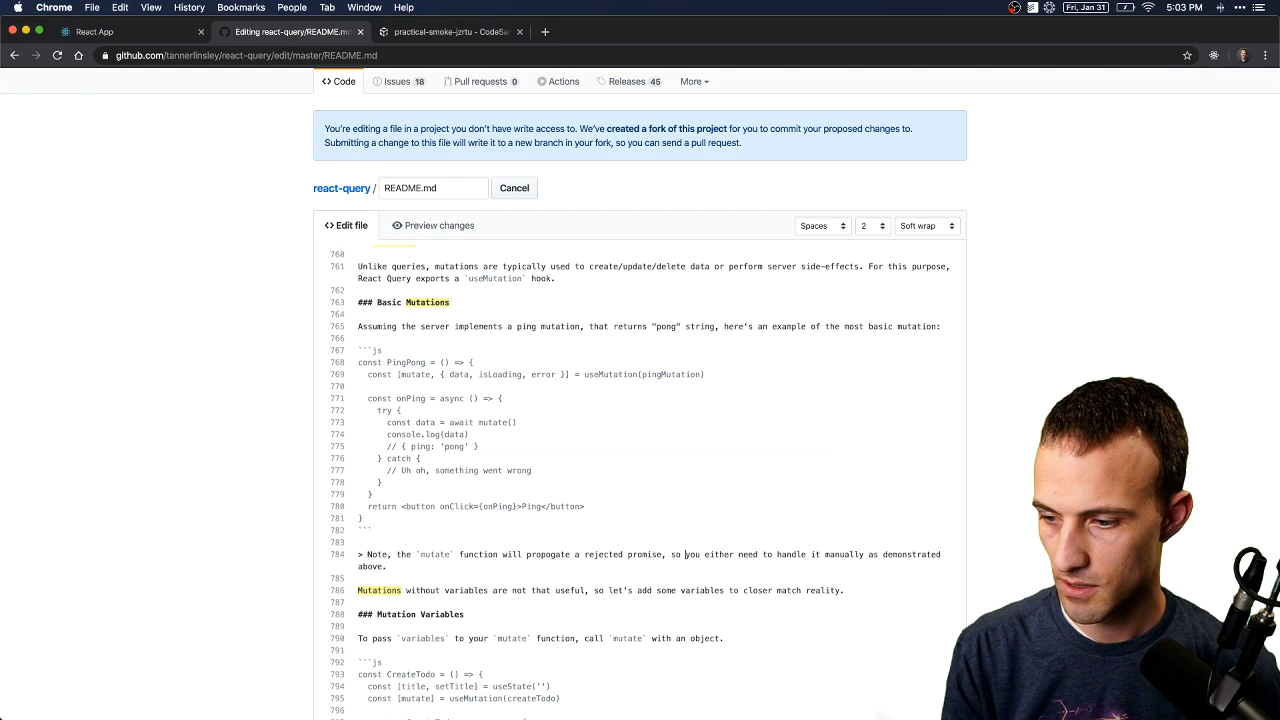 Chrome File Edit View History Bookmarks People Tab Window Help Fri, Jan 31 5:03 PM
React App Editing react-query/README.md practical-smoke-jzrtu - CodeSa
github.com/tannerlinsley/react-query/edit/master/README.md
Code Issues 18 Pull requests 0 Actions Releases 45 More
You're editing a file in a project you don't have write access to. We've created a fork of this project for you to commit your proposed changes to.
Submitting a change to this file will write it to a new branch in your fork, so you can send a pull request.
react-query / README.md Cancel
<> Edit file Preview changes Spaces 2 Soft wrap
760
761 Unlike queries, mutations are typically used to create/update/delete data or perform server side-effects. For this purpose,
React Query exports a `useMutation` hook.
762
763 ### Basic Mutations
764
765 Assuming the server implements a ping mutation, that returns "pong" string, here's an example of the most basic mutation:
766
767 ```js
768 const PingPong = () => {
769 const [mutate, { data, isLoading, error }] = useMutation(pingMutation)
770
771 const onPing = async () => {
772 try {
773 const data = await mutate()
774 console.log(data)
775 // { ping: 'pong' }
776 } catch {
777 // Uh oh, something went wrong
778 }
779 }
780 return <button onClick={onPing}>Ping</button>
781 }
782 ```
783
784 > Note, the `mutate` function will propogate a rejected promise, so you either need to handle it manually as demonstrated
above.
785
786 Mutations without variables are not that useful, so let's add some variables to closer match reality.
787
788 ### Mutation Variables
789
790 To pass `variables` to your `mutate` function, call `mutate` with an object.
791
792 ```js
793 const CreateTodo = () => {
794 const [title, setTitle] = useState('')
795 const [mutate] = useMutation(createTodo)
796